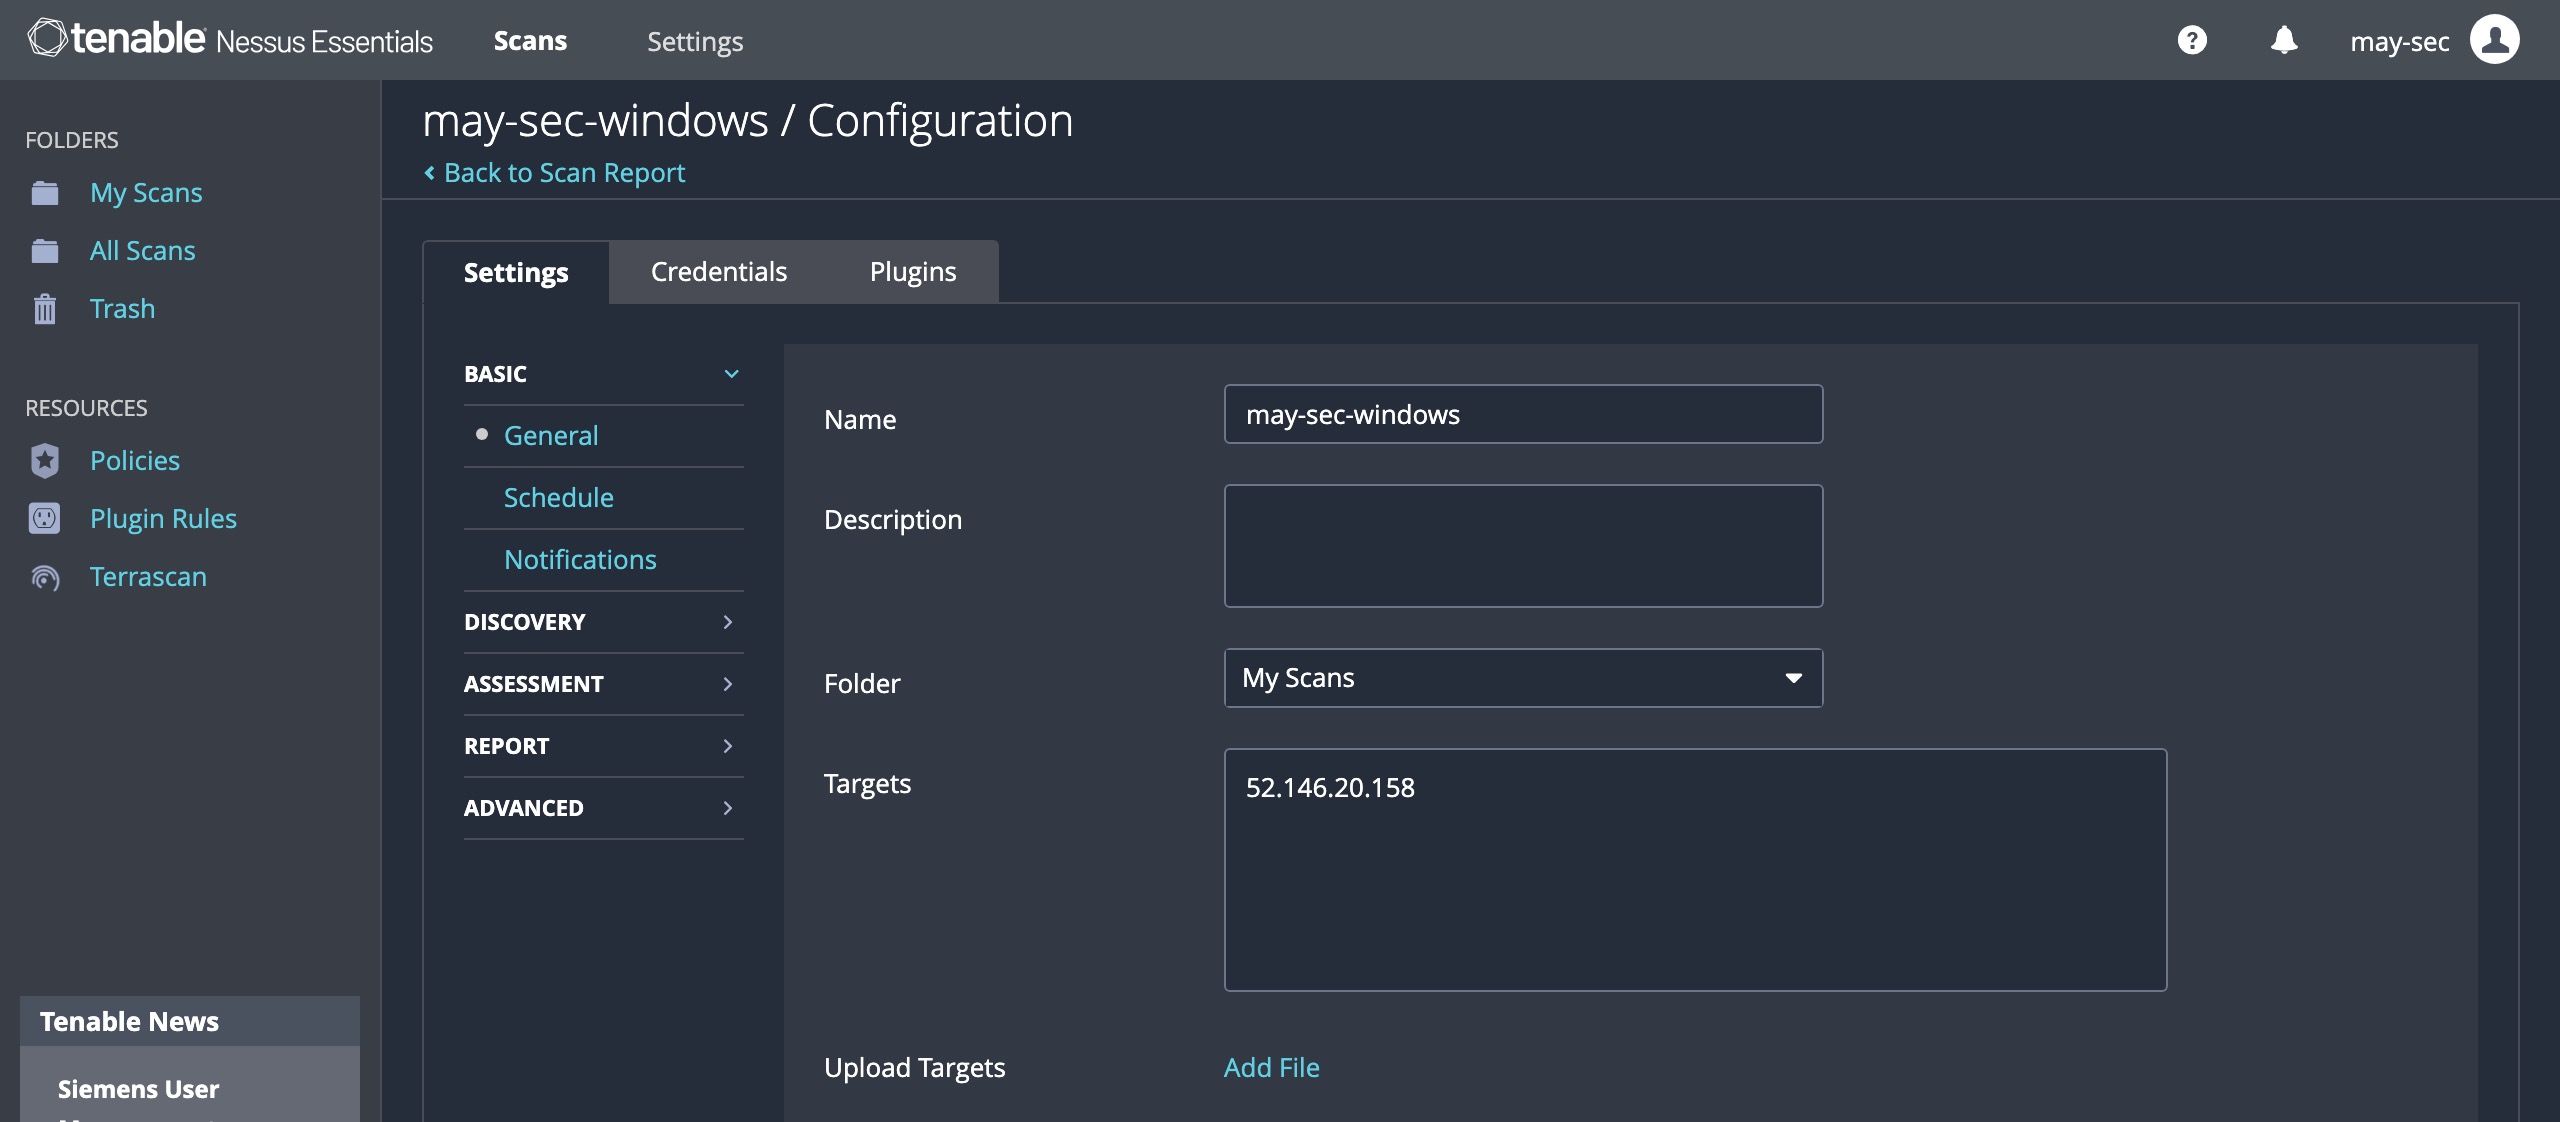 tenable Nessus Essentials
Scans
Settings
may-sec
FOLDERS
My Scans
All Scans
Trash
RESOURCES
Policies
Plugin Rules
Terrascan
Tenable News
Siemens User
may-sec-windows / Configuration
Back to Scan Report
Settings
Credentials
Plugins
BASIC
General
Schedule
Notifications
DISCOVERY
ASSESSMENT
REPORT
ADVANCED
Name
may-sec-windows
Description
Folder
My Scans
Targets
52.146.20.158
Upload Targets
Add File